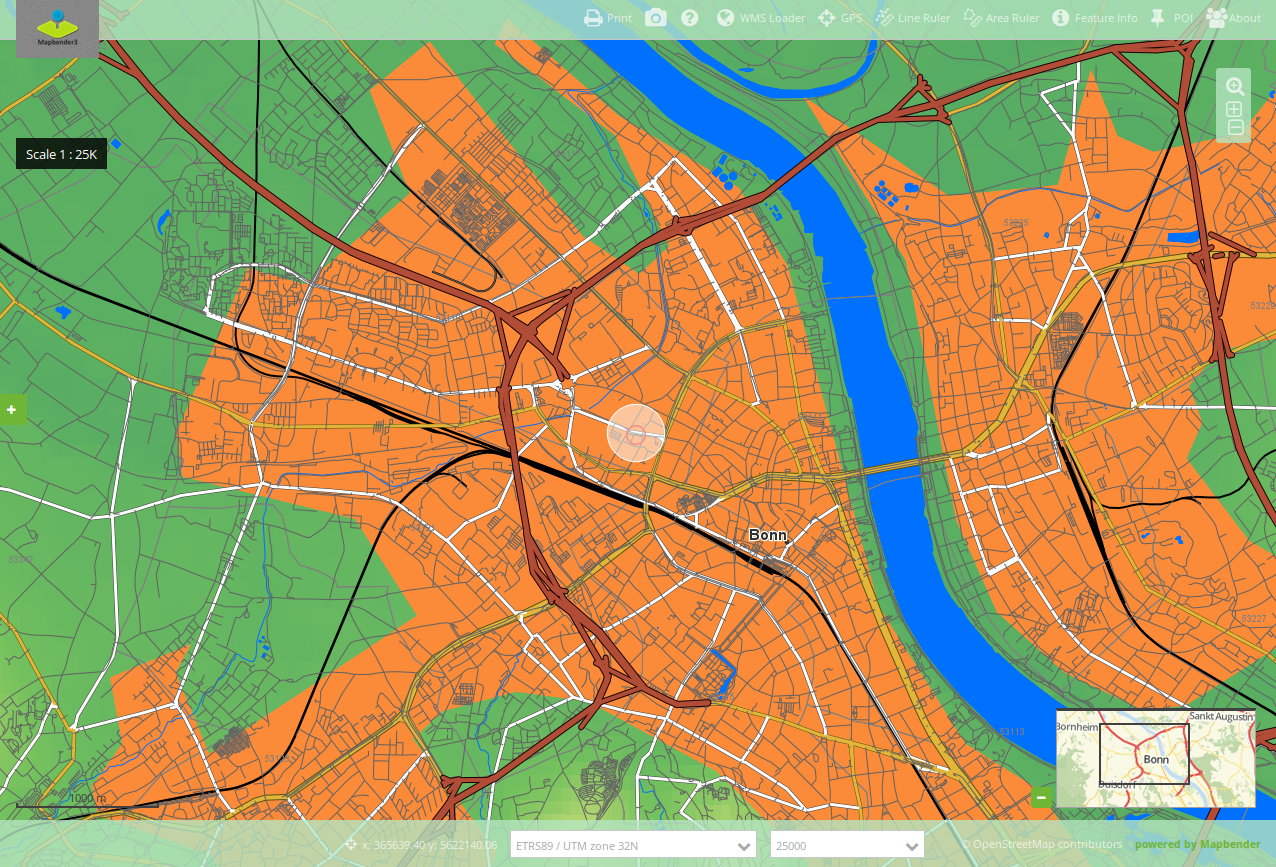 Print
WMS Loader
GPS
Line Ruler
Area Ruler
Feature Info
POI
About
Mapbender3
Scale 1 : 25K
53225
Bonn
53227
53113
Sankt Augustin
Bornheim
Bonn
Duisdorf
1000 m
x: 365639.40 y: 5622140.06
ETRS89 / UTM zone 32N
25000
© OpenStreetMap contributors
powered by Mapbender